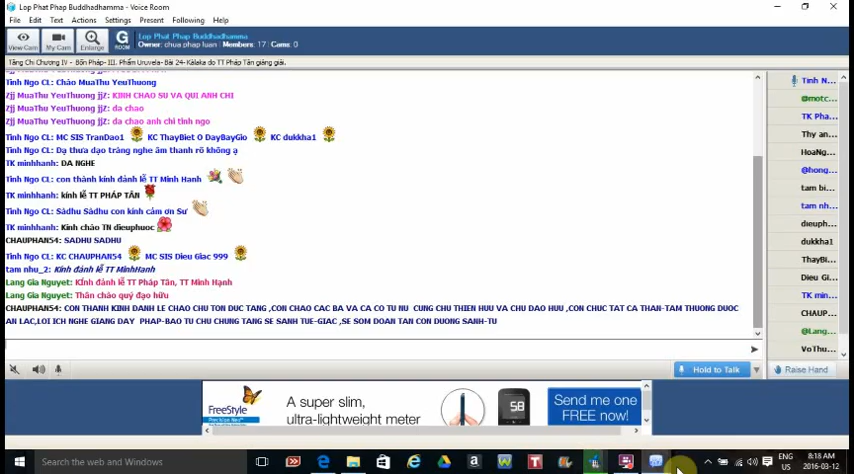 Lop Phat Phap Buddhadhamma - Voice Room
File Edit Text Actions Settings Present Following Help
View Cam My Cam Enlarge G ROOM
Lop Phat Phap Buddhadhamma
Owner: chua phap luan | Members: 17 | Cams: 0
Tăng Chi Chương IV - Bốn Pháp- III. Phẩm Uruvela- Bài 24- Kàlaka do TT Pháp Tân giảng giải.
Tinh Ngo CL: Chào MuaThu YeuThuong
Zjj MuaThu YeuThuong jjZ: KINH CHAO SU VA QUI ANH CHI
Zjj MuaThu YeuThuong jjZ: da chao
Zjj MuaThu YeuThuong jjZ: da chao anh chi tinh ngo
Tinh Ngo CL: MC SIS TranDao1 KC ThayBiet O DayBayGio KC dukkha1
Tinh Ngo CL: Dạ thưa đạo tràng nghe âm thanh rõ không ạ
TK minhhanh: DA NGHE
Tinh Ngo CL: con thành kính đảnh lễ TT Minh Hanh
TK minhhanh: kính lễ TT PHÁP TÂN
Tinh Ngo CL: Sàdhu Sàdhu con kính cảm ơn Sư
TK minhhanh: Kinh chào TN dieuphuoc
CHAUPHAN54: SADHU SADHU
Tinh Ngo CL: KC CHAUPHAN54 MC SIS Dieu Giac 999
tam nhu_2: Kính đảnh lễ TT MinhHanh
Lang Gia Nguyet: Kính đảnh lễ TT Pháp Tân, TT Minh Hạnh
Lang Gia Nguyet: Thân chào quý đạo hữu
CHAUPHAN54: CON THANH KINH DANH LE CHAO CHU TON DUC TANG ,CON CHAO CAC BA VA CA CO TU NU CUNG CHU THIEN HUU VA CHU DAO HUU ,CON CHUC TAT CA THAN-TAM THUONG DUOC
AN LAC,LOI ICH NGHE GIANG DAY PHAP-BAO TU CHU CHUNG TANG SE SANH TUE-GIAC ,SE SOM DOAN TAN CON DUONG SANH-TU
Tinh N...
@motc...
TK Pha...
Thy an...
HoaNg...
@hong...
tam bi...
tam nh...
dieuph...
dukkha1
ThayBi...
Dieu Gi...
TK min...
CHAUP...
@Lang...
VoThu...
Hold to Talk
Raise Hand
FreeStyle
A super slim,
ultra-lightweight meter
58
Send me one
FREE now!
Search the web and Windows
ENG
US
8:18 AM
2016-03-12